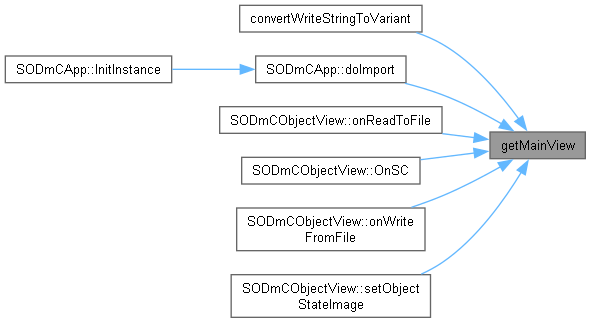 convertWriteStringToVariant
SODmCApp::InitInstance
SODmCApp::doImport
SODmCObjectView::onReadToFile
getMainView
SODmCObjectView::OnSC
SODmCObjectView::onWrite
FromFile
SODmCObjectView::setObject
StateImage